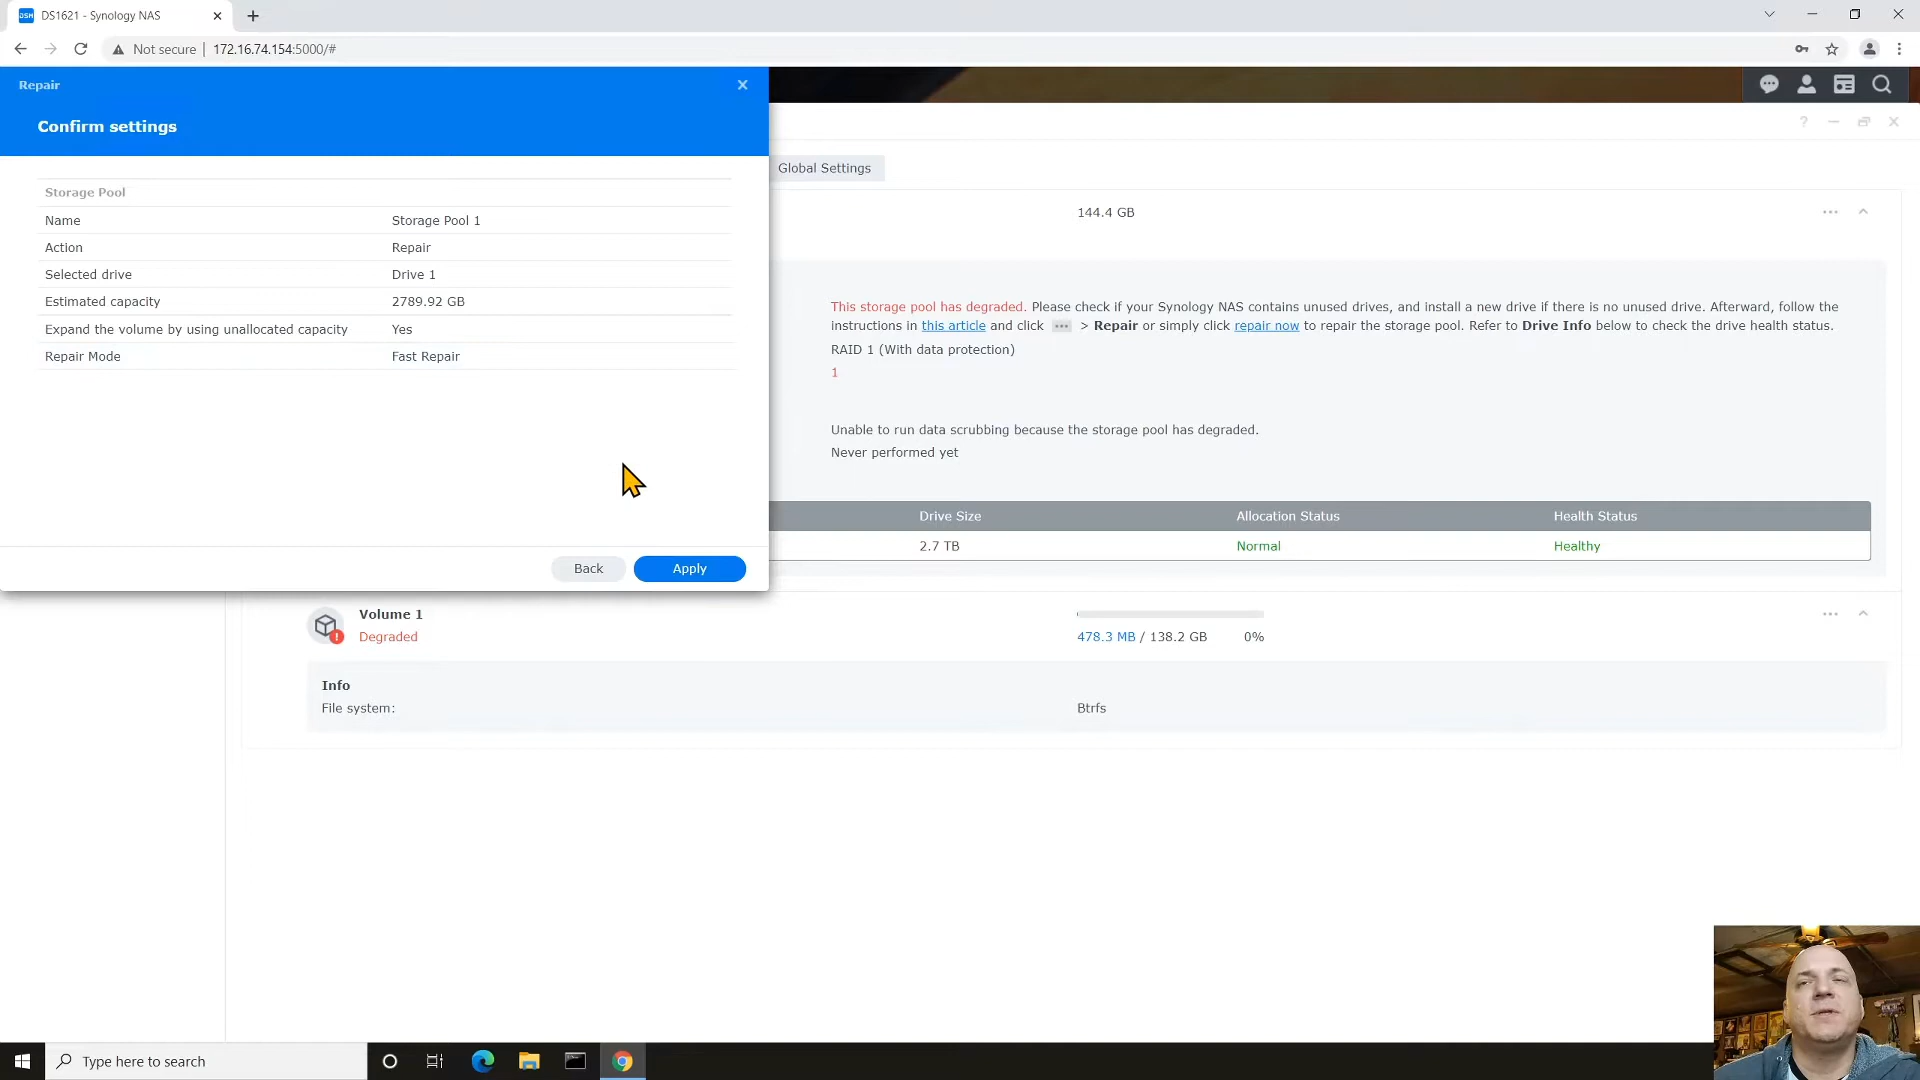 DSM
DS1621 - Synology NAS
Not secure
172.16.74.154:5000/#
Repair
Confirm settings
Storage Pool
Name Storage Pool 1
Action Repair
Selected drive Drive 1
Estimated capacity 2789.92 GB
Expand the volume by using unallocated capacity Yes
Repair Mode Fast Repair
Back
Apply
?
Global Settings
144.4 GB
This storage pool has degraded. Please check if your Synology NAS contains unused drives, and install a new drive if there is no unused drive. Afterward, follow the
instructions in this article and click ••• > Repair or simply click repair now to repair the storage pool. Refer to Drive Info below to check the drive health status.
RAID 1 (With data protection)
1
Unable to run data scrubbing because the storage pool has degraded.
Never performed yet
Drive Size Allocation Status Health Status
2.7 TB Normal Healthy
Volume 1
Degraded
478.3 MB / 138.2 GB 0%
Info
File system: Btrfs
Type here to search